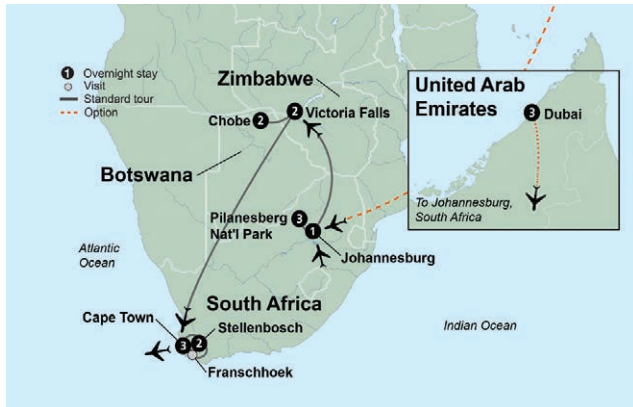 1 Overnight stay
Visit
Standard tour
Option
Zimbabwe
2 Victoria Falls
Chobe 2
Botswana
Pilanesberg 3
Nat'l Park
1
Johannesburg
Atlantic
Ocean
South Africa
Cape Town
Stellenbosch
3 2
Franschhoek
Indian Ocean
United Arab
Emirates
3 Dubai
To Johannesburg,
South Africa